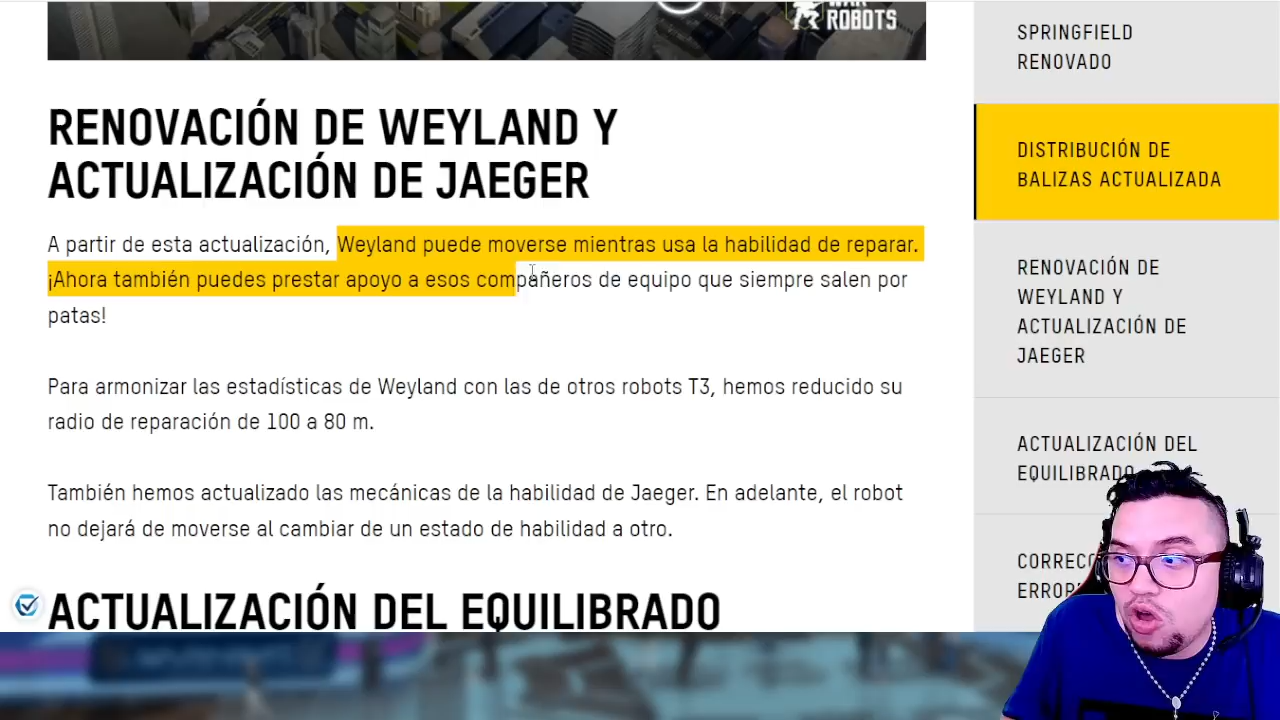 ROBOTS
RENOVACIÓN DE WEYLAND Y
ACTUALIZACIÓN DE JAEGER
A partir de esta actualización, Weyland puede moverse mientras usa la habilidad de reparar.
¡Ahora también puedes prestar apoyo a esos compañeros de equipo que siempre salen por
patas!
Para armonizar las estadísticas de Weyland con las de otros robots T3, hemos reducido su
radio de reparación de 100 a 80 m.
También hemos actualizado las mecánicas de la habilidad de Jaeger. En adelante, el robot
no dejará de moverse al cambiar de un estado de habilidad a otro.
ACTUALIZACIÓN DEL EQUILIBRADO
SPRINGFIELD
RENOVADO
DISTRIBUCIÓN DE
BALIZAS ACTUALIZADA
RENOVACIÓN DE
WEYLAND Y
ACTUALIZACIÓN DE
JAEGER
ACTUALIZACIÓN DEL
EQUILIBRADO